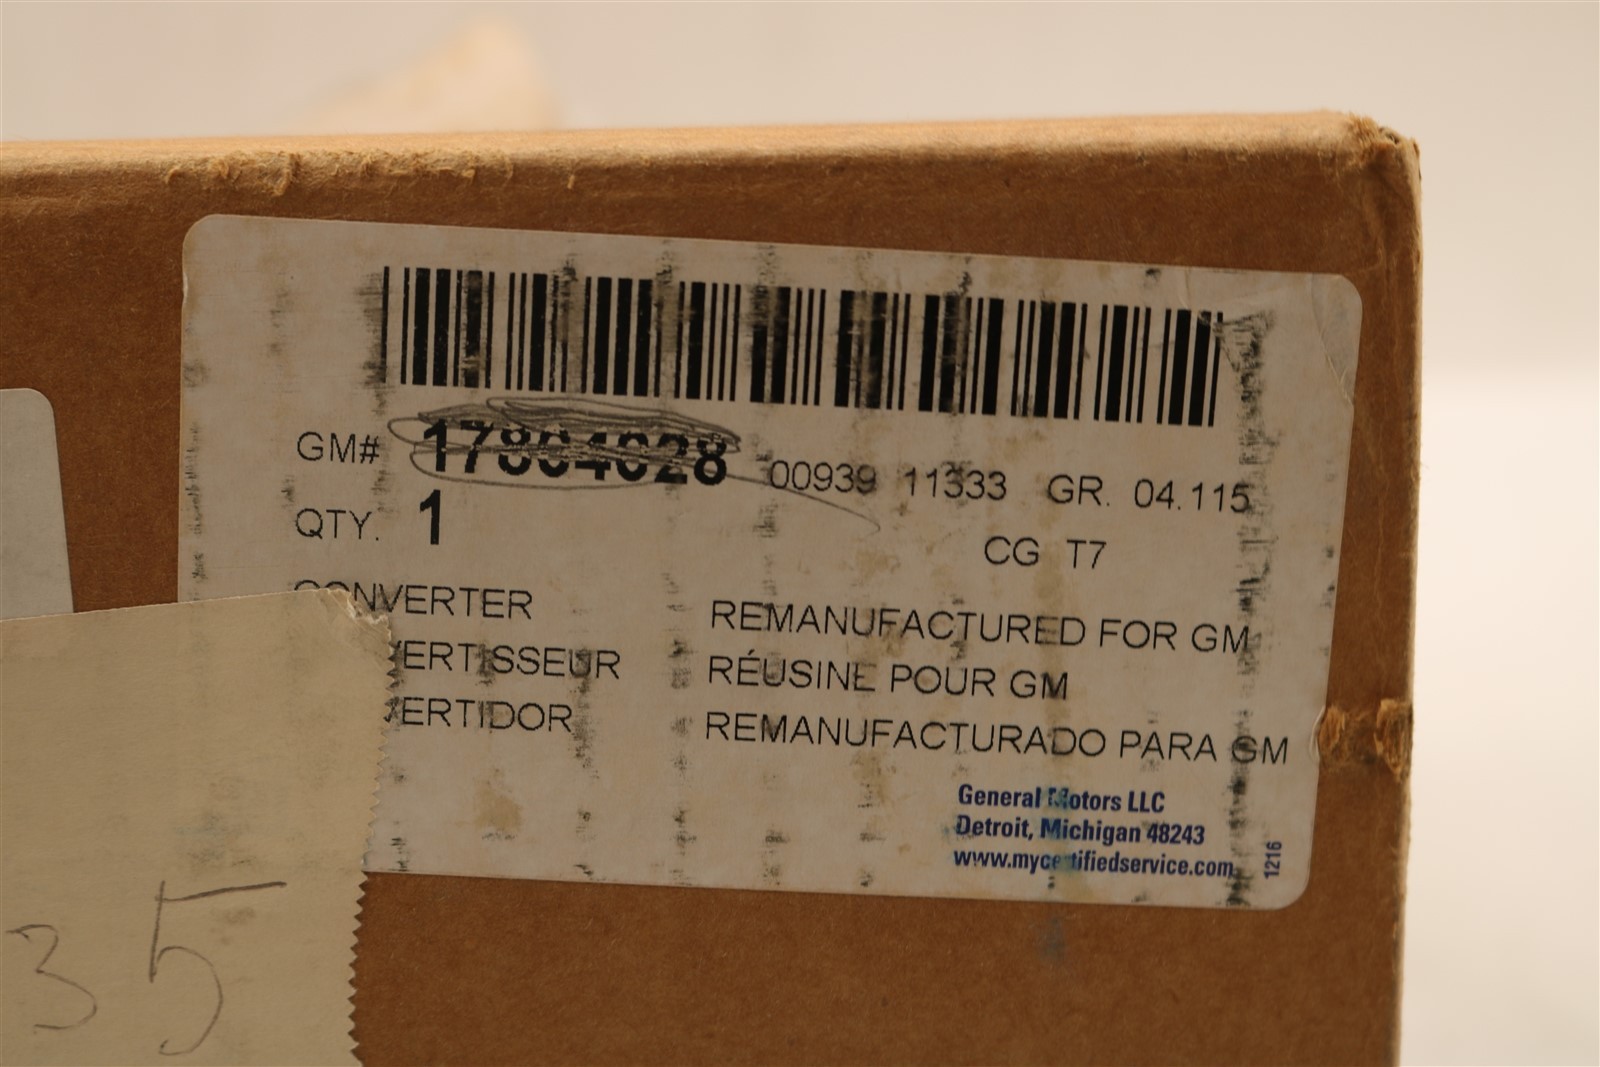 GM# 17804028 00939 11333 GR. 04.115
QTY. 1 CG T7
CONVERTER REMANUFACTURED FOR GM
VERTISSEUR RÉUSINE POUR GM
VERTIDOR REMANUFACTURADO PARA GM
General Motors LLC
Detroit, Michigan 48243
www.mycertifiedservice.com
1216
35